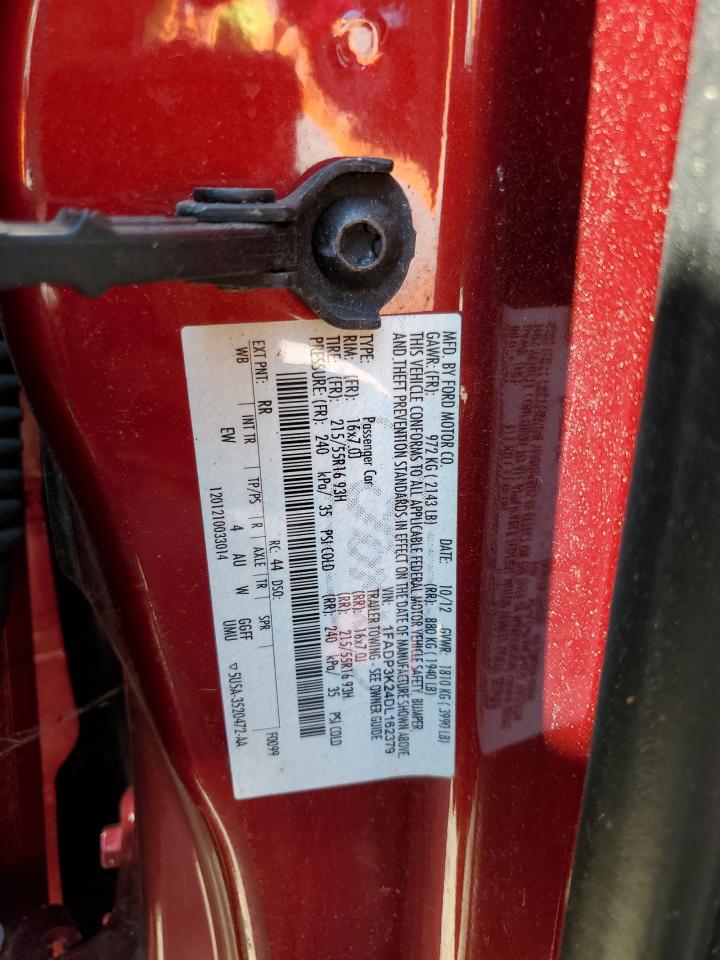 MFD. BY FORD MOTOR CO.
DATE: 10/12 GVWR: 1810 KG ( 3990 LB)
GAWR: (FR): 972 KG ( 2143 LB) (RR): 880 KG ( 1940 LB)
THIS VEHICLE CONFORMS TO ALL APPLICABLE FEDERAL MOTOR VEHICLE SAFETY, BUMPER
AND THEFT PREVENTION STANDARDS IN EFFECT ON THE DATE OF MANUFACTURE SHOWN ABOVE
VIN: 1FADP3K24DL162379
TYPE: Passenger Car TRAILER TOWING - SEE OWNER GUIDE
RIM: (FR): 16x7.0J (RR): 16x7.0J
TIRE: (FR): 215/55R16 93H (RR): 215/55R16 93H
PRESSURE: (FR): 240 kPa/ 35 PSI COLD (RR): 240 kPa/ 35 PSI COLD
EXT PNT: RR RC: 44 DSO: F0099
WB INT TR TP/PS R AXLE TR SPR
EW 4 AU W GGFF
UMU
1201210033014 ▽5U5A-3520472-AA